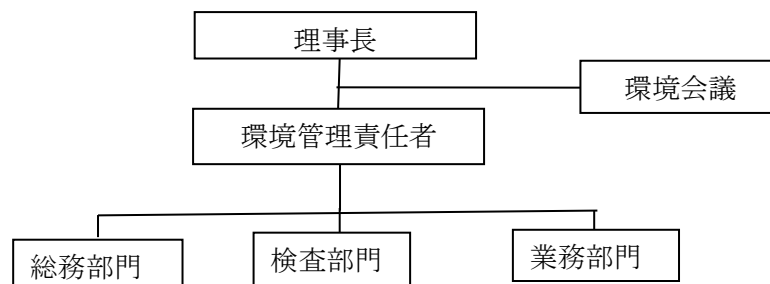 理事長
環境会議
環境管理責任者
総務部門
検査部門
業務部門